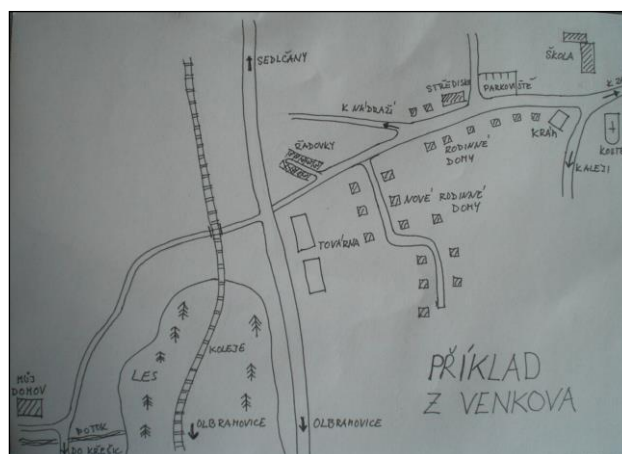 SEDLČANY
ŠKOLA
STŘEDISKO
PARKOVIŠTĚ
K NÁDRAŽÍ
KRÁM
ŘADOVKY
RODINNÉ
DOMY
K ALEJI
NOVÉ RODINNÉ
DOMY
TOVÁRNA
KOLEJE
LES
MŮJ
DOMOV
POTOK
OLBRAMOVICE
OLBRAMOVICE
PŘÍKLAD
Z VENKOVA